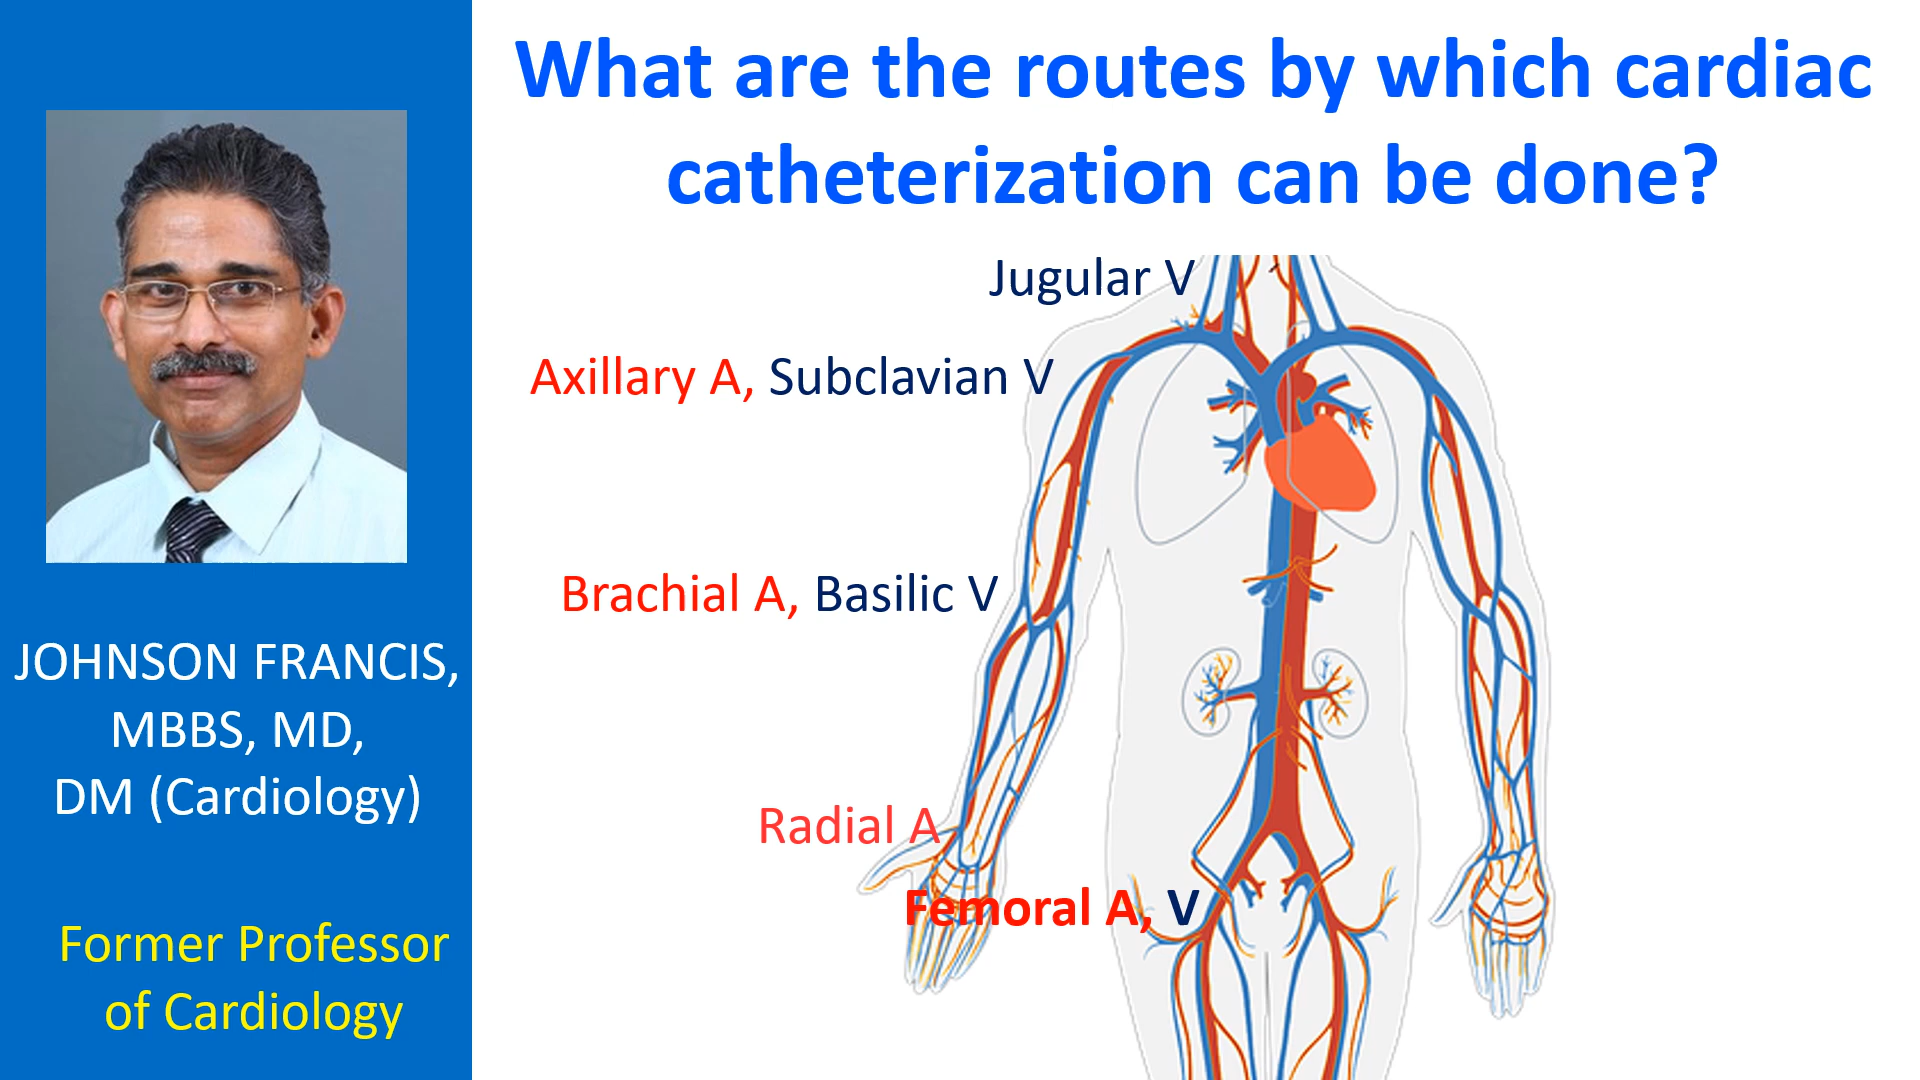 What are the routes by which cardiac
catheterization can be done?
Jugular V
Axillary A, Subclavian V
Brachial A, Basilic V
Radial A
Femoral A, V
JOHNSON FRANCIS,
MBBS, MD,
DM (Cardiology)
Former Professor
of Cardiology